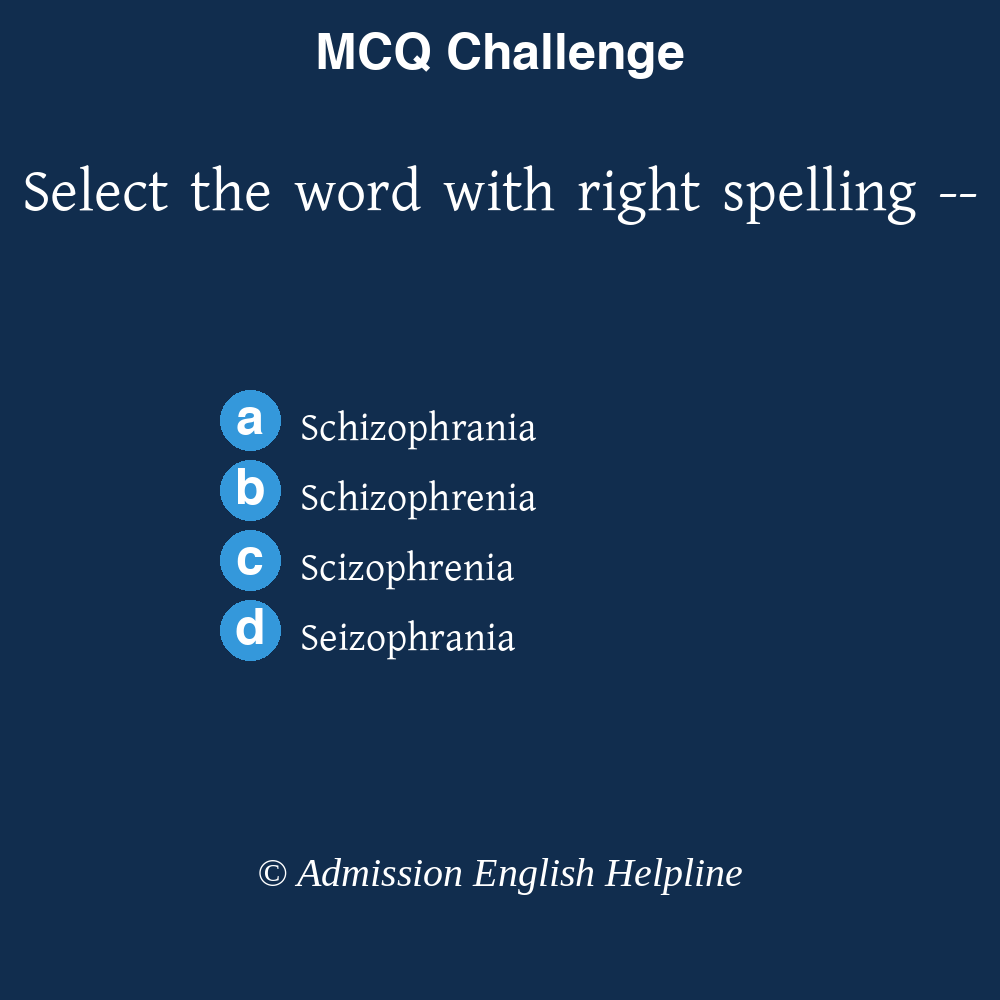 MCQ Challenge
Select the word with right spelling --
a Schizophrania
b Schizophrenia
c Scizophrenia
d Seizophrania
© Admission English Helpline